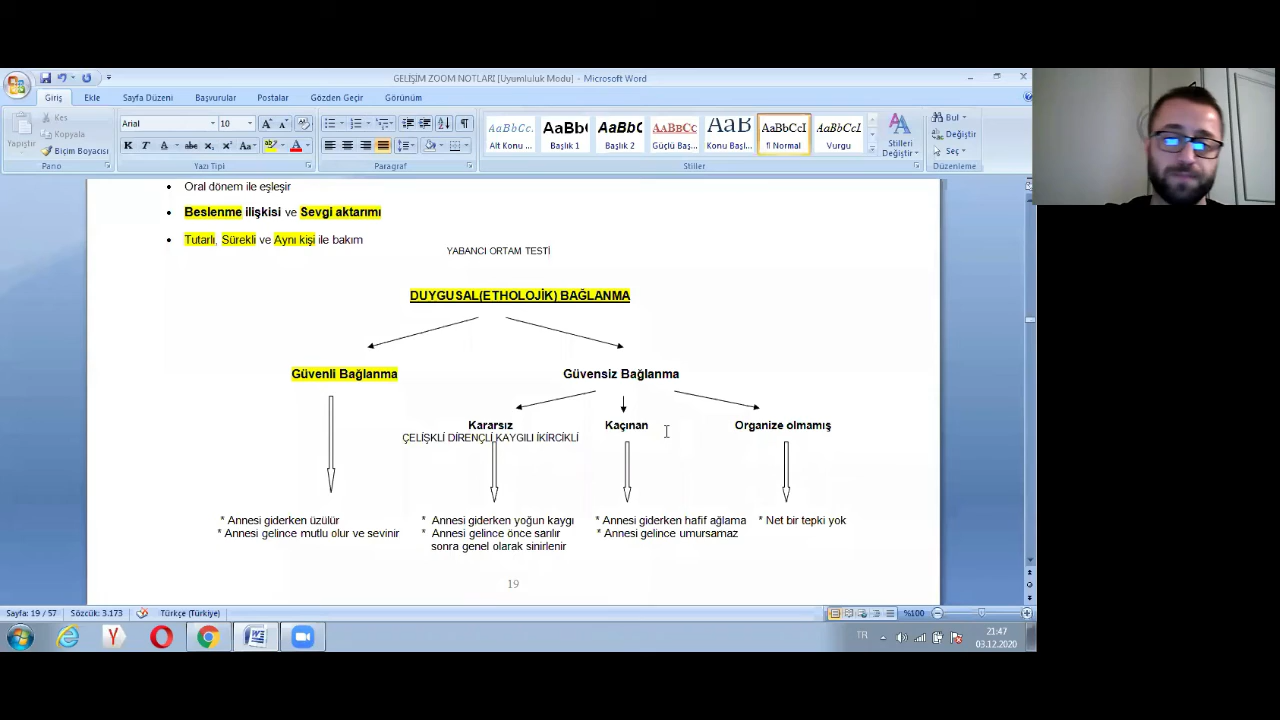 GELİŞİM ZOOM NOTLARI [Uyumluluk Modu] - Microsoft Word
Giriş Ekle Sayfa Düzeni Başvurular Postalar Gözden Geçir Görünüm
Yapıştır
Kes
Kopyala
Biçim Boyacısı
Pano
Arial 10
Yazı Tipi
Paragraf
AaBbCc. AaBbC AaBbCc AaBbCc AaB AaBbCcI AaBbCcL
Alt Konu ... Başlık 1 Başlık 2 Güçlü Baş... Konu Başl... ¶ Normal Vurgu
Stilleri
Değiştir
Stiller
Bul
Değiştir
Seç
Düzenleme
• Oral dönem ile eşleşir
• Beslenme ilişkisi ve Sevgi aktarımı
• Tutarlı, Sürekli ve Aynı kişi ile bakım
YABANCI ORTAM TESTİ
DUYGUSAL(ETHOLOJİK) BAĞLANMA
Güvenli Bağlanma Güvensiz Bağlanma
Kararsız Kaçınan Organize olmamış
ÇELİŞKLİ DİRENÇLİ KAYGILI İKİRCİKLİ
* Annesi giderken üzülür * Annesi giderken yoğun kaygı * Annesi giderken hafif ağlama * Net bir tepki yok
* Annesi gelince mutlu olur ve sevinir * Annesi gelince önce sarılır * Annesi gelince umursamaz
sonra genel olarak sinirlenir
19
Sayfa: 19 / 57 Sözcük: 3.173 Türkçe (Türkiye) %100
TR 21:47
03.12.2020